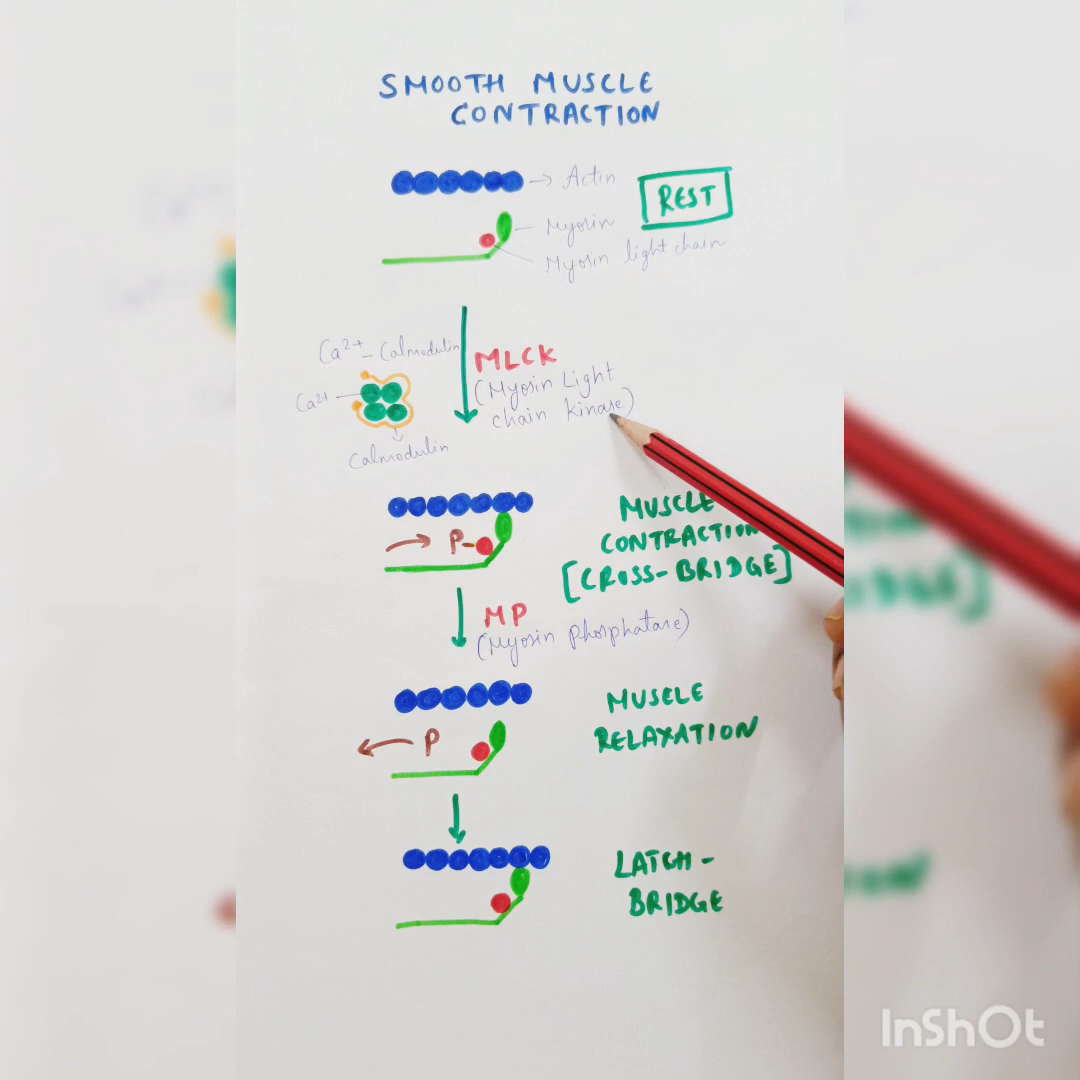 SMOOTH MUSCLE
CONTRACTION
→ Actin
REST
Myosin
Myosin light chain
Ca²⁺ - Calmodulin
MLCK
(Myosin Light
chain kinase)
Ca²⁺
Calmodulin
MUSCLE
CONTRACTION
[CROSS-BRIDGE]
P
MP
(Myosin phosphatase)
MUSCLE
RELAXATION
P
LATCH-
BRIDGE
InShOt